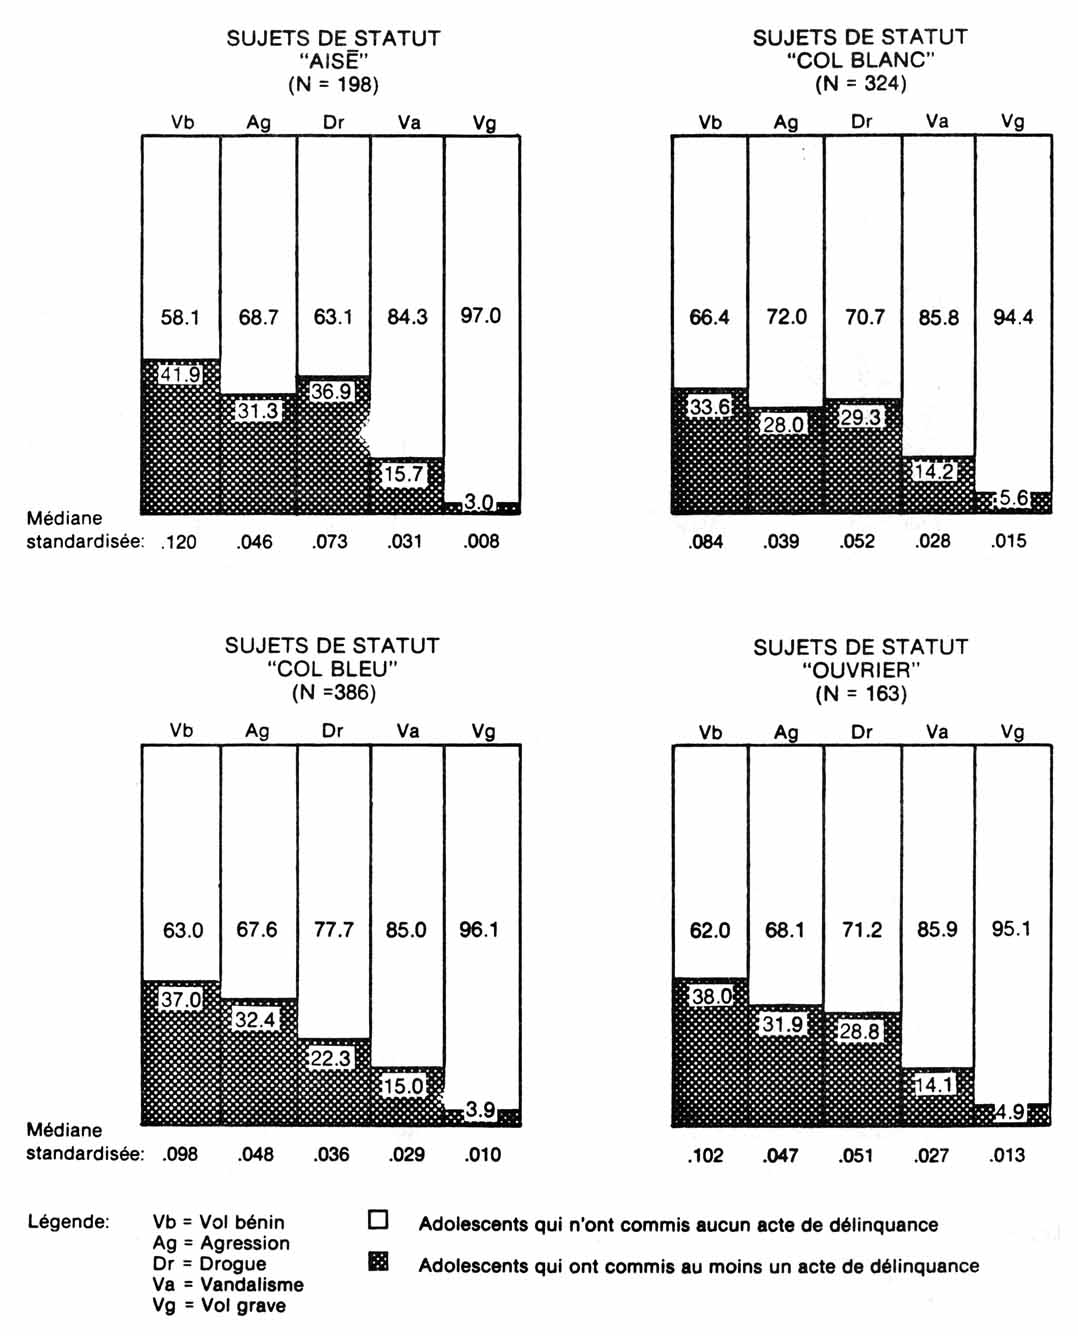 SUJETS DE STATUT
"AISĒ"
(N = 198)
Vb Ag Dr Va Vg
58.1 68.7 63.1 84.3 97.0
41.9 31.3 36.9 15.7 3.0
Médiane
standardisée: .120 .046 .073 .031 .008
SUJETS DE STATUT
"COL BLANC"
(N = 324)
Vb Ag Dr Va Vg
66.4 72.0 70.7 85.8 94.4
33.6 28.0 29.3 14.2 5.6
.084 .039 .052 .028 .015
SUJETS DE STATUT
"COL BLEU"
(N =386)
Vb Ag Dr Va Vg
63.0 67.6 77.7 85.0 96.1
37.0 32.4 22.3 15.0 3.9
Médiane
standardisée: .098 .048 .036 .029 .010
SUJETS DE STATUT
"OUVRIER"
(N = 163)
Vb Ag Dr Va Vg
62.0 68.1 71.2 85.9 95.1
38.0 31.9 28.8 14.1 4.9
.102 .047 .051 .027 .013
Légende:
Vb = Vol bénin
Ag = Agression
Dr = Drogue
Va = Vandalisme
Vg = Vol grave
Adolescents qui n'ont commis aucun acte de délinquance
Adolescents qui ont commis au moins un acte de délinquance